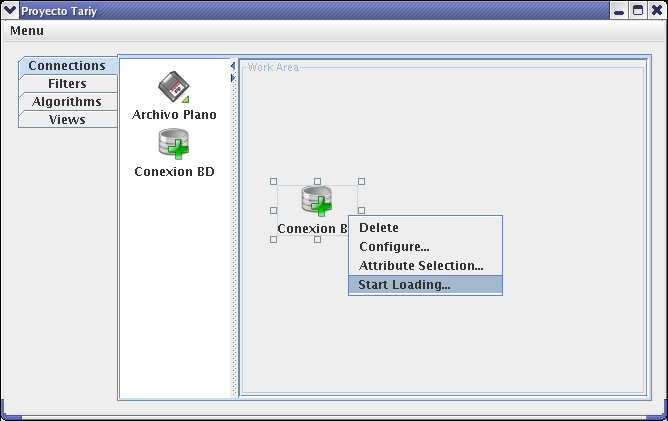 Proyecto Tariy
Menu
Connections
Filters
Algorithms
Views
Archivo Plano
Conexion BD
Work Area
Conexion B
Delete
Configure...
Attribute Selection...
Start Loading...